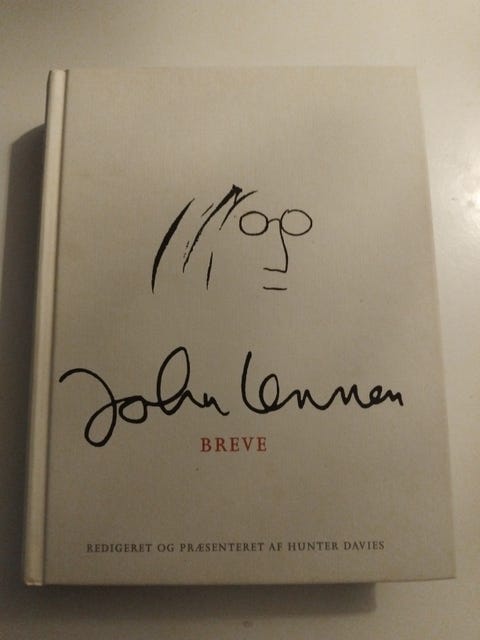 John Lennon
BREVE
REDIGERET OG PRÆSENTERET AF HUNTER DAVIES